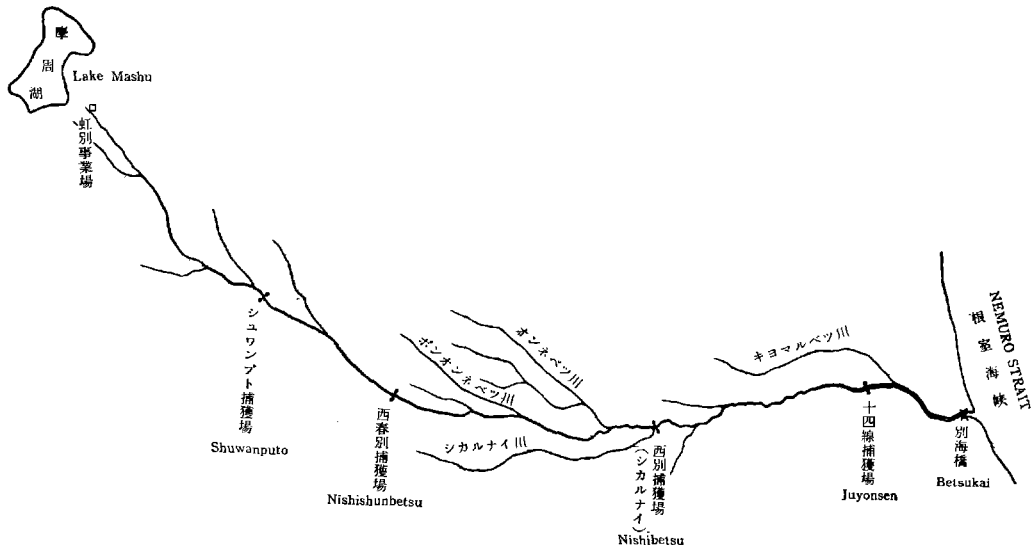 摩周湖
Lake Mashu
虹別事業場
シュワンプト捕獲場
Shuwanputo
西春別捕獲場
Nishishunbetsu
ポンオンネベツ川
オンネベツ川
シカルナイ川
西別捕獲場
(シカルナイ)
Nishibetsu
キヨマルベツ川
十四線捕獲場
Juyonsen
別海橋
Betsukai
根室海峡
NEMURO STRAIT